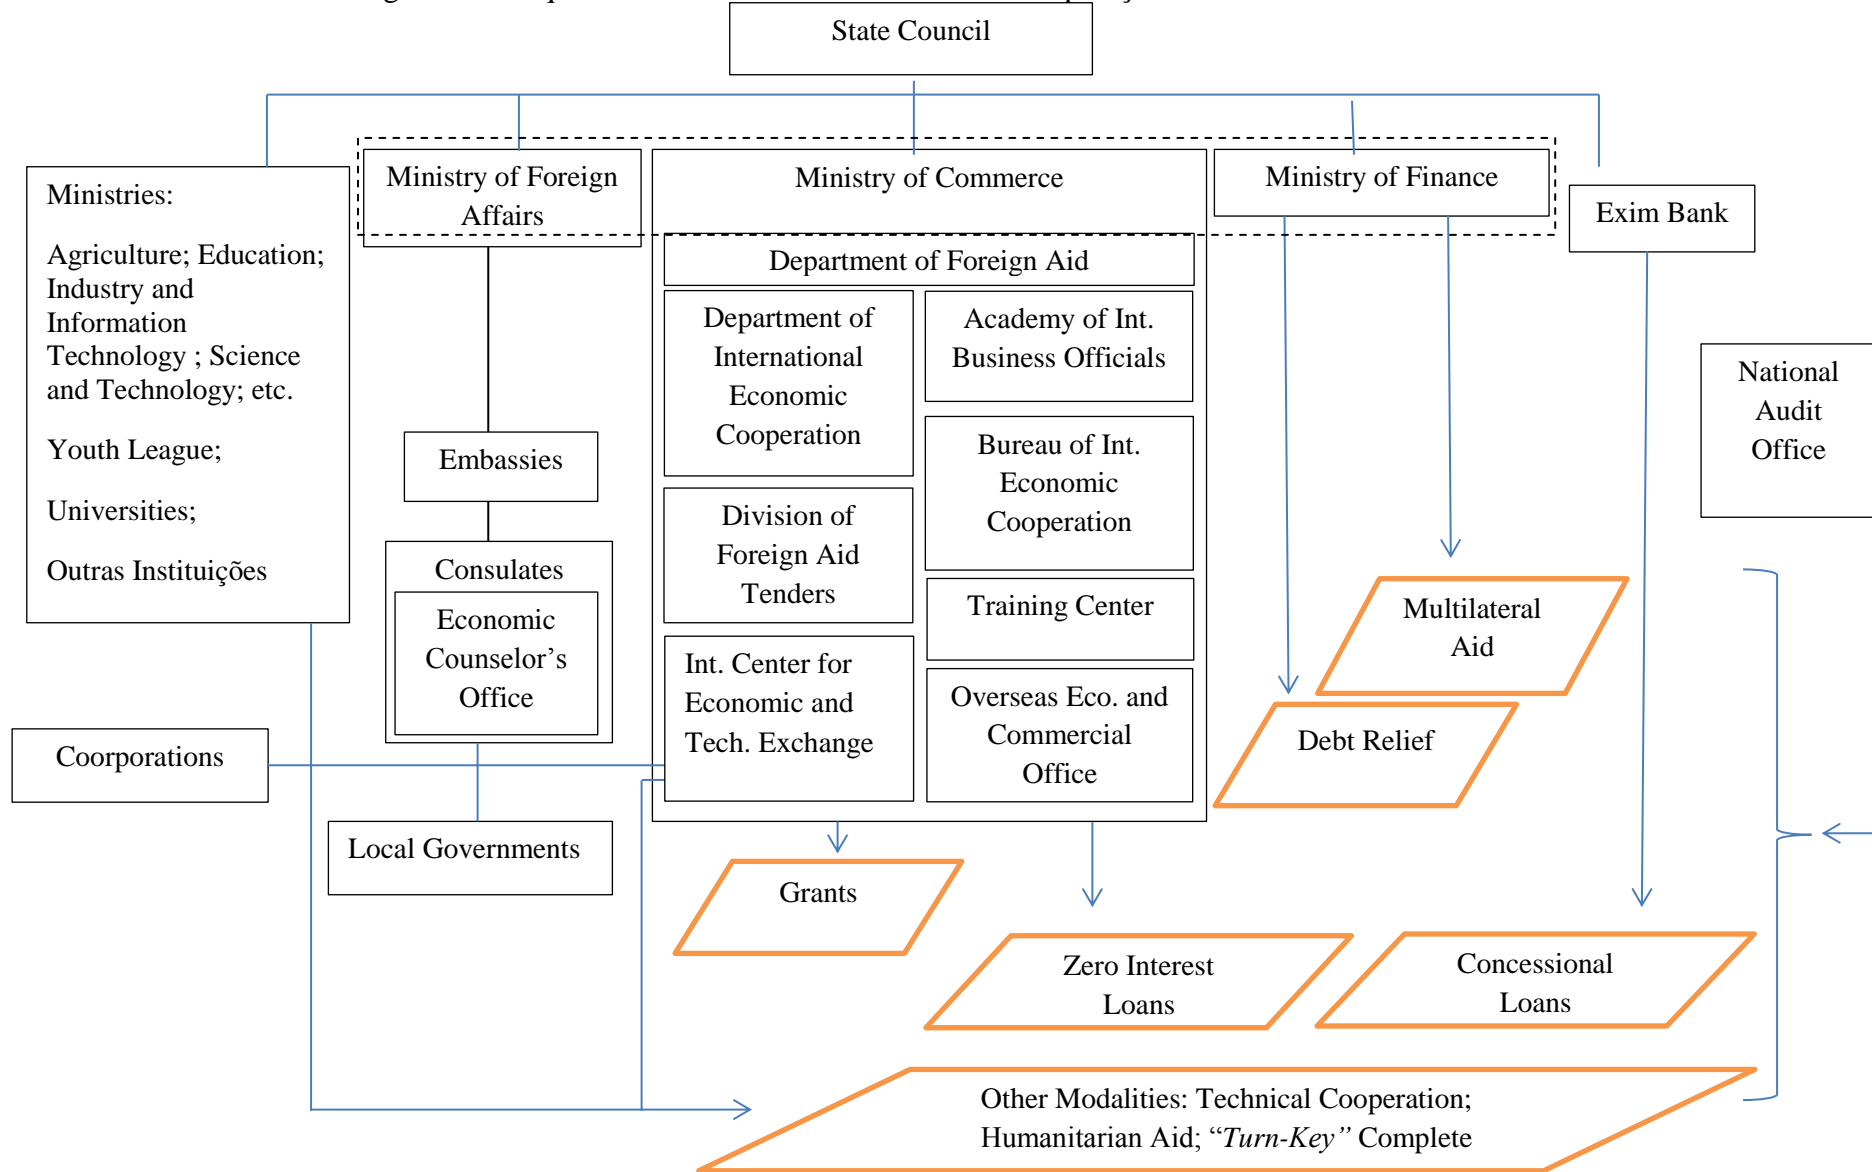 State Council
Ministries:
Agriculture; Education;
Industry and
Information
Technology ; Science
and Technology; etc.
Youth League;
Universities;
Outras Instituições
Ministry of Foreign
Affairs
Ministry of Commerce
Ministry of Finance
Exim Bank
Department of Foreign Aid
Department of
International
Economic
Cooperation
Academy of Int.
Business Officials
National
Audit
Office
Embassies
Bureau of Int.
Economic
Cooperation
Division of
Foreign Aid
Tenders
Consulates
Economic
Counselor’s
Office
Training Center
Multilateral
Aid
Int. Center for
Economic and
Tech. Exchange
Overseas Eco. and
Commercial
Office
Debt Relief
Coorporations
Local Governments
Grants
Zero Interest
Loans
Concessional
Loans
Other Modalities: Technical Cooperation;
Humanitarian Aid; “Turn-Key” Complete